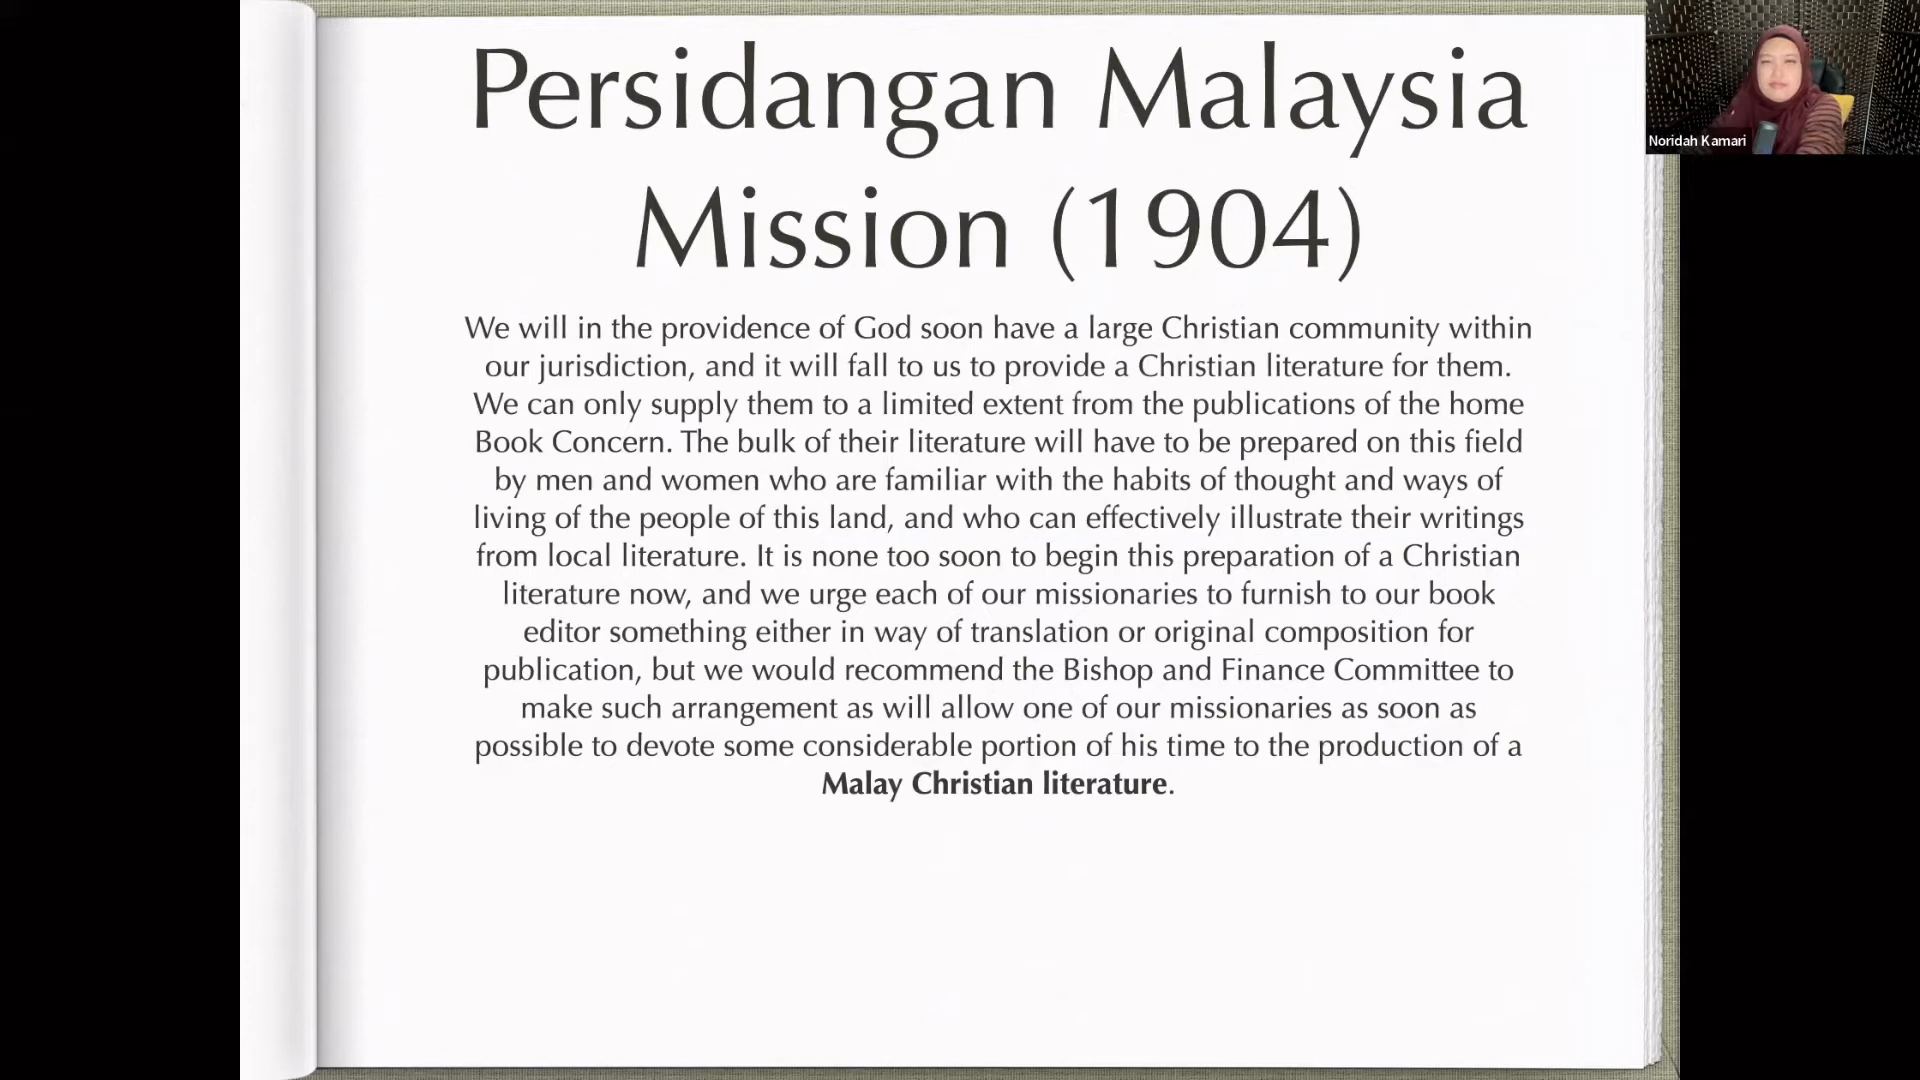 Persidangan Malaysia
Mission (1904)
Noridah Kamari
We will in the providence of God soon have a large Christian community within
our jurisdiction, and it will fall to us to provide a Christian literature for them.
We can only supply them to a limited extent from the publications of the home
Book Concern. The bulk of their literature will have to be prepared on this field
by men and women who are familiar with the habits of thought and ways of
living of the people of this land, and who can effectively illustrate their writings
from local literature. It is none too soon to begin this preparation of a Christian
literature now, and we urge each of our missionaries to furnish to our book
editor something either in way of translation or original composition for
publication, but we would recommend the Bishop and Finance Committee to
make such arrangement as will allow one of our missionaries as soon as
possible to devote some considerable portion of his time to the production of a
Malay Christian literature.